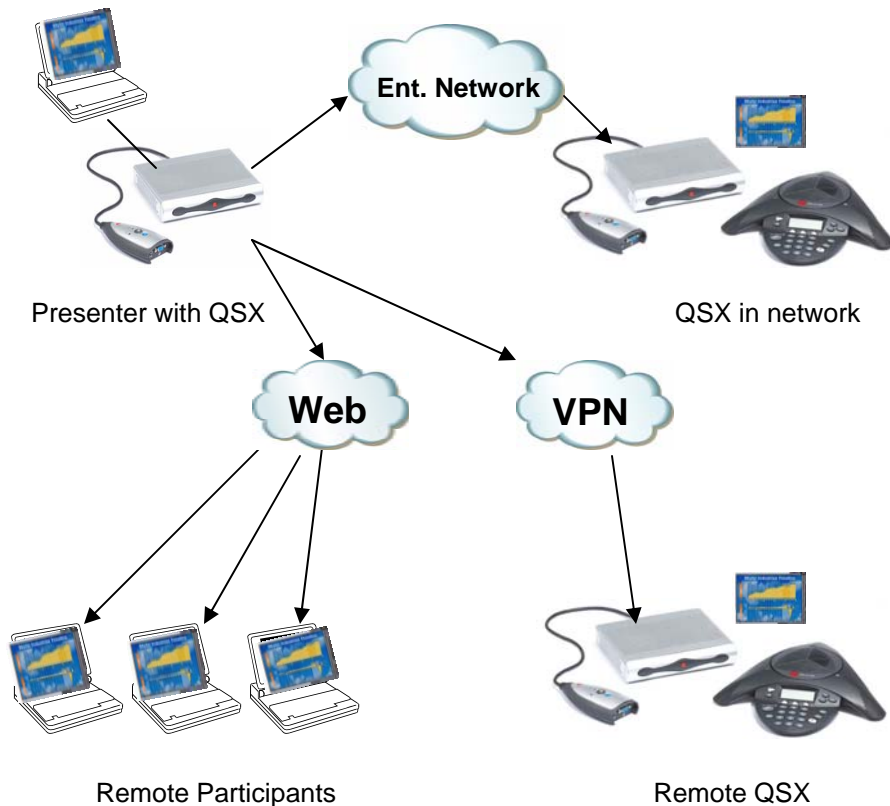 Ent. Network
Presenter with QSX
QSX in network
Web
VPN
Remote Participants
Remote QSX